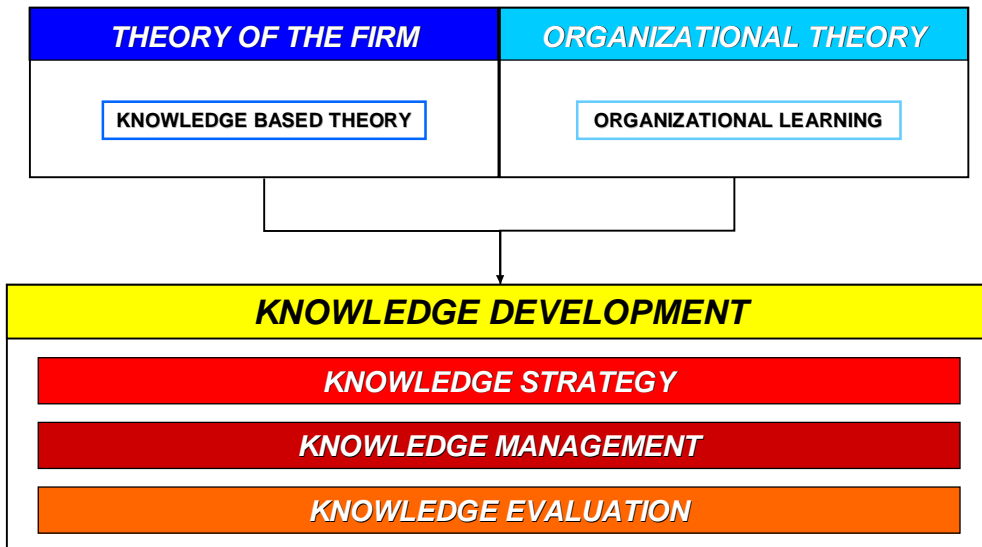 THEORY OF THE FIRM
ORGANIZATIONAL THEORY
KNOWLEDGE BASED THEORY
ORGANIZATIONAL LEARNING
KNOWLEDGE DEVELOPMENT
KNOWLEDGE STRATEGY
KNOWLEDGE MANAGEMENT
KNOWLEDGE EVALUATION